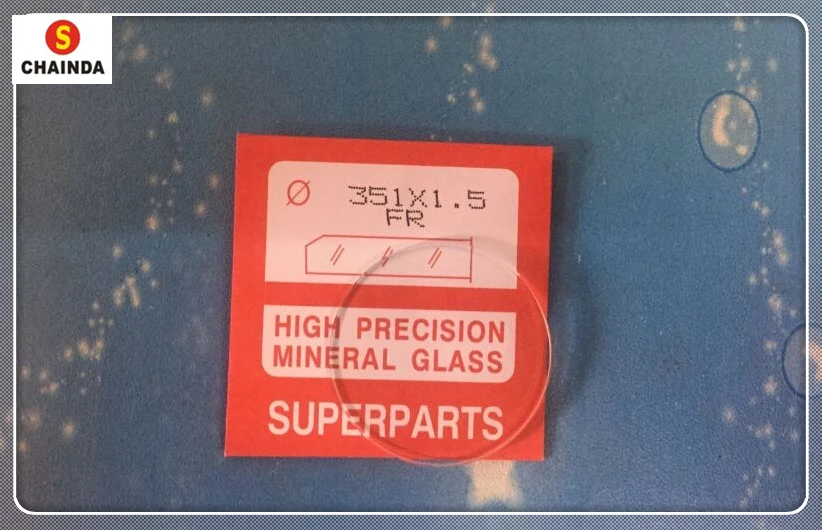 S
CHAINDA
Ø 351X1.5
FR
HIGH PRECISION
MINERAL GLASS
SUPERPARTS